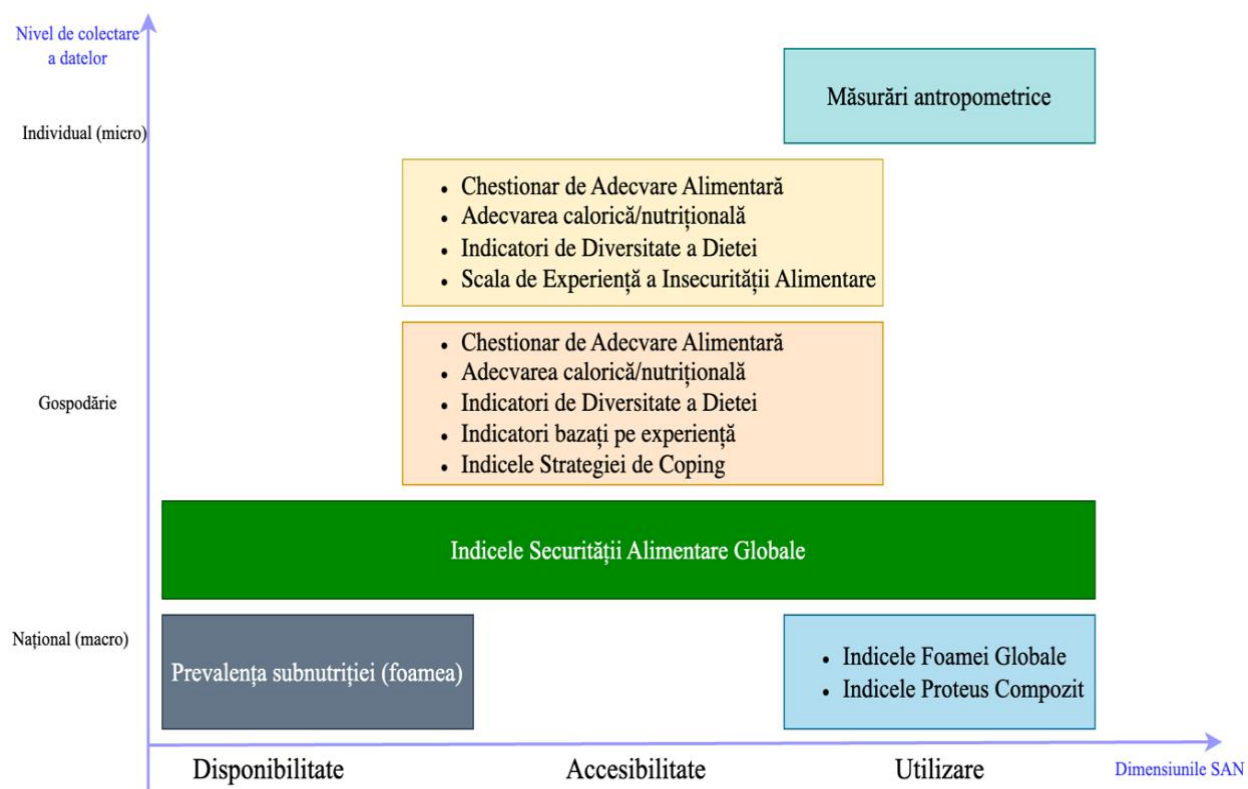 Nivel de colectare
a datelor
Măsurări antropometrice
Individual (micro)
• Chestionar de Adecvare Alimentară
• Adecvarea calorică/nutrițională
• Indicatori de Diversitate a Dietei
• Scala de Experiență a Insecurității Alimentare
• Chestionar de Adecvare Alimentară
• Adecvarea calorică/nutrițională
• Indicatori de Diversitate a Dietei
• Indicatori bazați pe experiență
• Indicele Strategiei de Coping
Gospodărie
Indicele Securității Alimentare Globale
Național (macro)
Prevalența subnutriției (foamea)
• Indicele Foamei Globale
• Indicele Proteus Compozit
Disponibilitate
Accesibilitate
Utilizare
Dimensiunile SAN